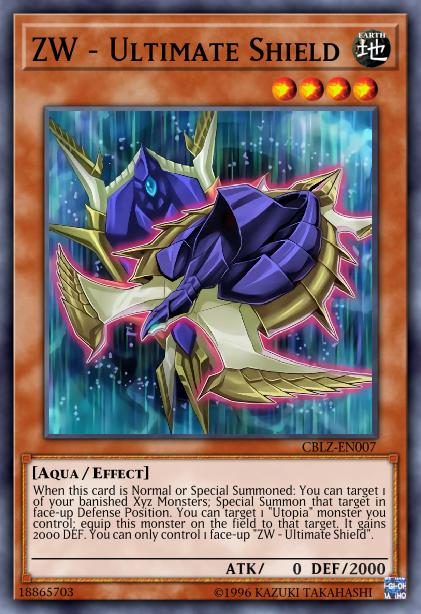 ZW - Ultimate Shield
EARTH
地
CBLZ-EN007
[Aqua / Effect]
When this card is Normal or Special Summoned: You can target 1
of your banished Xyz Monsters; Special Summon that target in
face-up Defense Position. You can target 1 "Utopia" monster you
control; equip this monster on the field to that target. It gains
2000 DEF. You can only control 1 face-up "ZW - Ultimate Shield".
ATK/ 0 DEF/2000
18865703 ©1996 KAZUKI TAKAHASHI